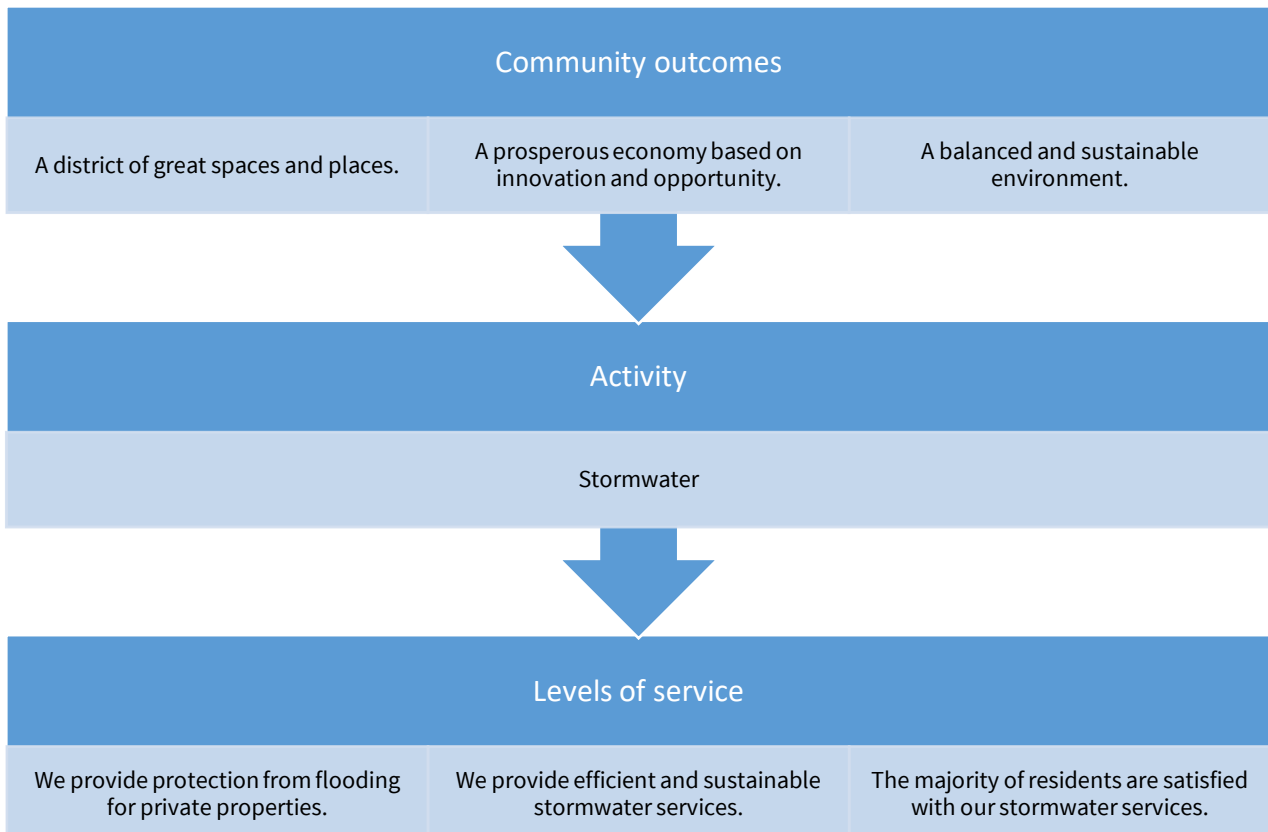 Community outcomes
A district of great spaces and places.
A prosperous economy based on
innovation and opportunity.
A balanced and sustainable
environment.
Activity
Stormwater
Levels of service
We provide protection from flooding
for private properties.
We provide efficient and sustainable
stormwater services.
The majority of residents are satisfied
with our stormwater services.